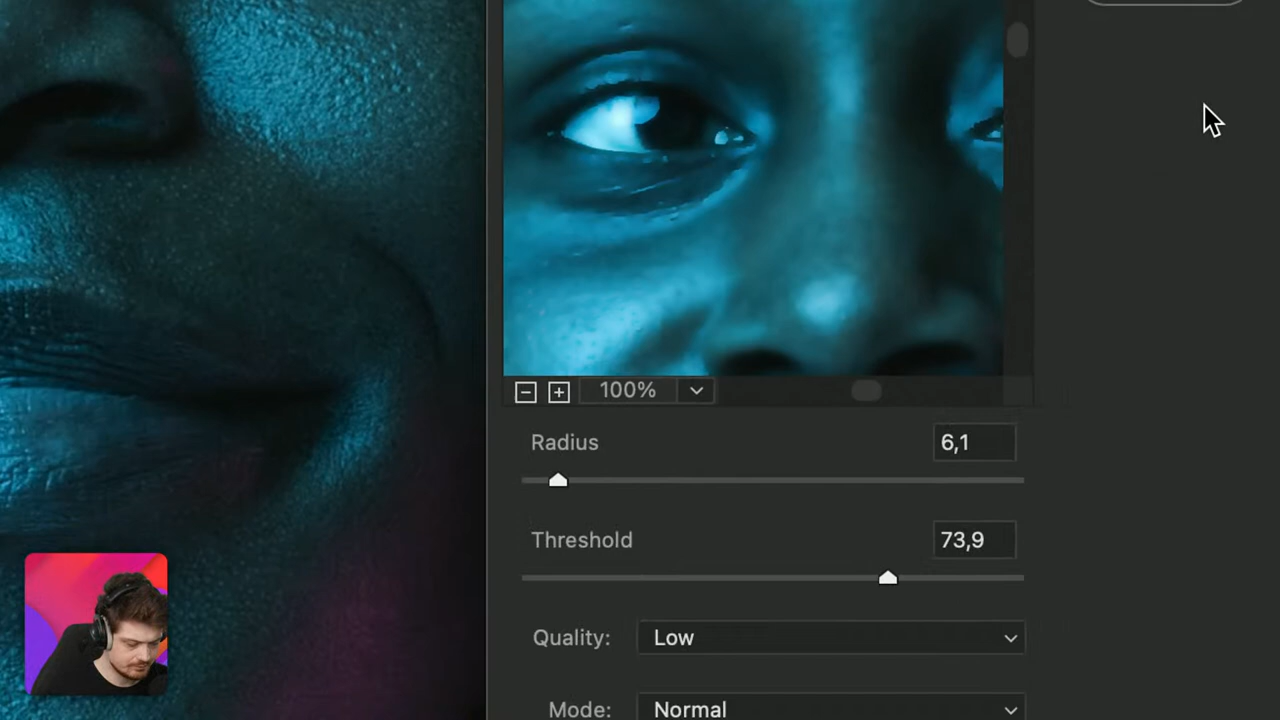 100%
Radius
6,1
Threshold
73,9
Quality: Low
Mode: Normal